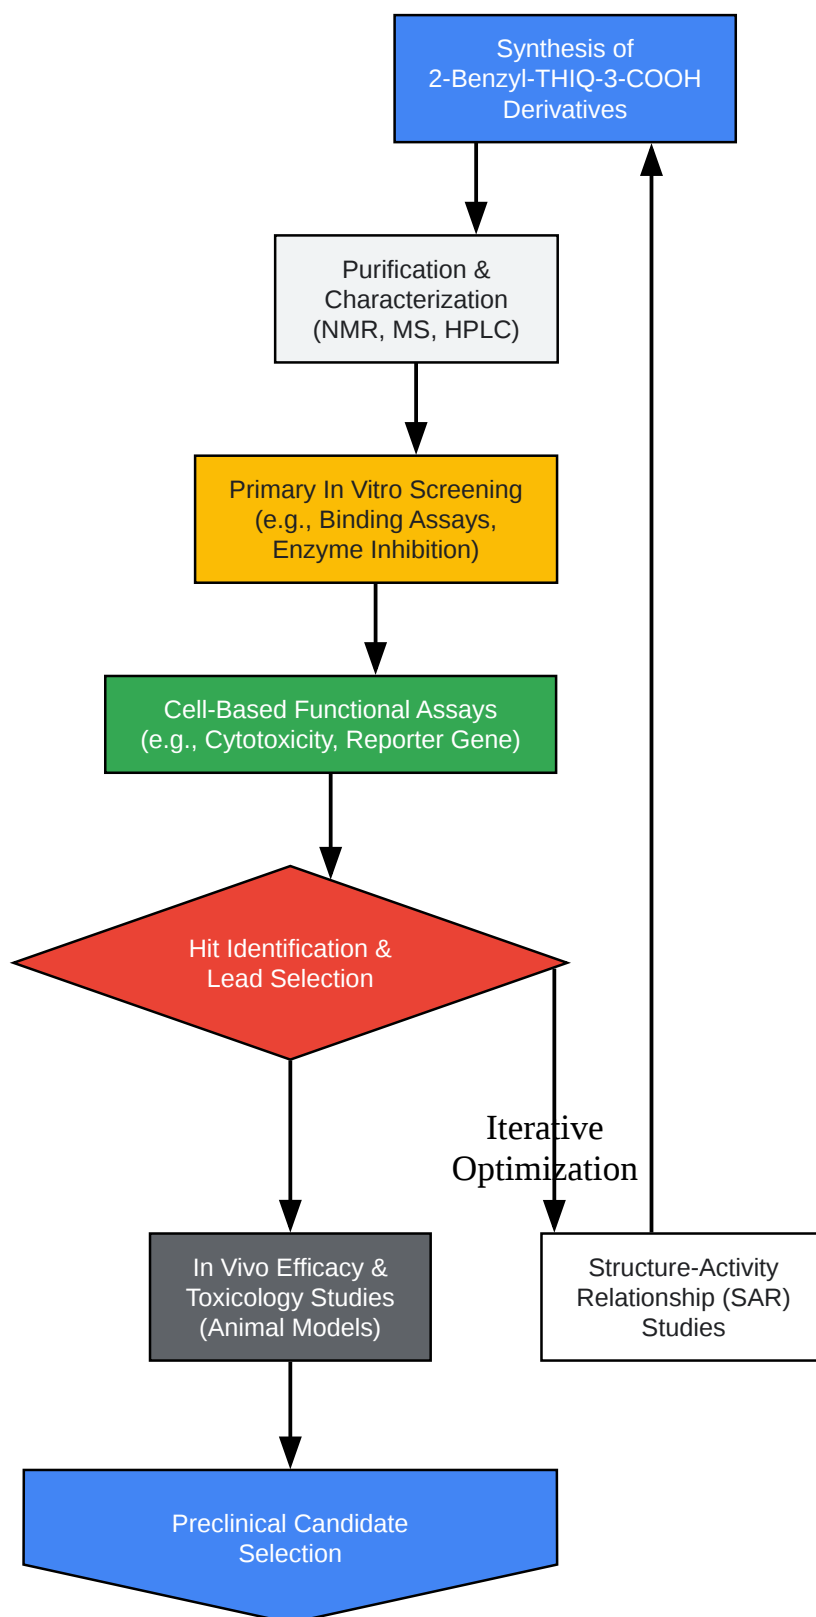 Synthesis of
2-Benzyl-THIQ-3-COOH
Derivatives
Purification &
Characterization
(NMR, MS, HPLC)
Primary In Vitro Screening
(e.g., Binding Assays,
Enzyme Inhibition)
Cell-Based Functional Assays
(e.g., Cytotoxicity, Reporter Gene)
Hit Identification &
Lead Selection
Iterative
Optimization
In Vivo Efficacy &
Toxicology Studies
(Animal Models)
Structure-Activity
Relationship (SAR)
Studies
Preclinical Candidate
Selection